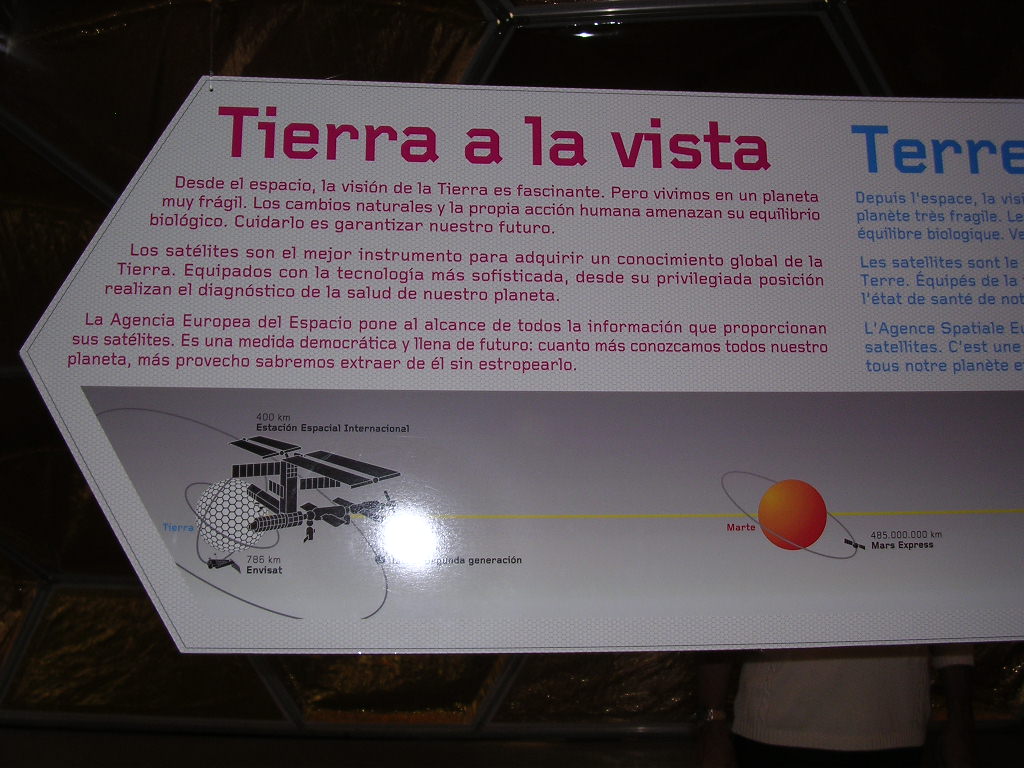 Tierra a la vista
Desde el espacio, la visión de la Tierra es fascinante. Pero vivimos en un planeta
muy frágil. Los cambios naturales y la propia acción humana amenazan su equilibrio
biológico. Cuidarlo es garantizar nuestro futuro.
Los satélites son el mejor instrumento para adquirir un conocimiento global de la
Tierra. Equipados con la tecnología más sofisticada, desde su privilegiada posición
realizan el diagnóstico de la salud de nuestro planeta.
La Agencia Europea del Espacio pone al alcance de todos la información que proporcionan
sus satélites. Es una medida democrática y llena de futuro: cuanto más conozcamos todos nuestro
planeta, más provecho sabremos extraer de él sin estropearlo.
Terre
Depuis l'espace, la
planète très fragile.
équilibre biologique.
Les satellites sont le
Terre. Équipés de la
l'état de santé de
L'Agence Spatiale
satellites. C'est une
tous notre planète
400 km
Estación Espacial Internacional
Tierra
786 km
Envisat
segunda generación
Marte
485.000.000 km
Mars Express